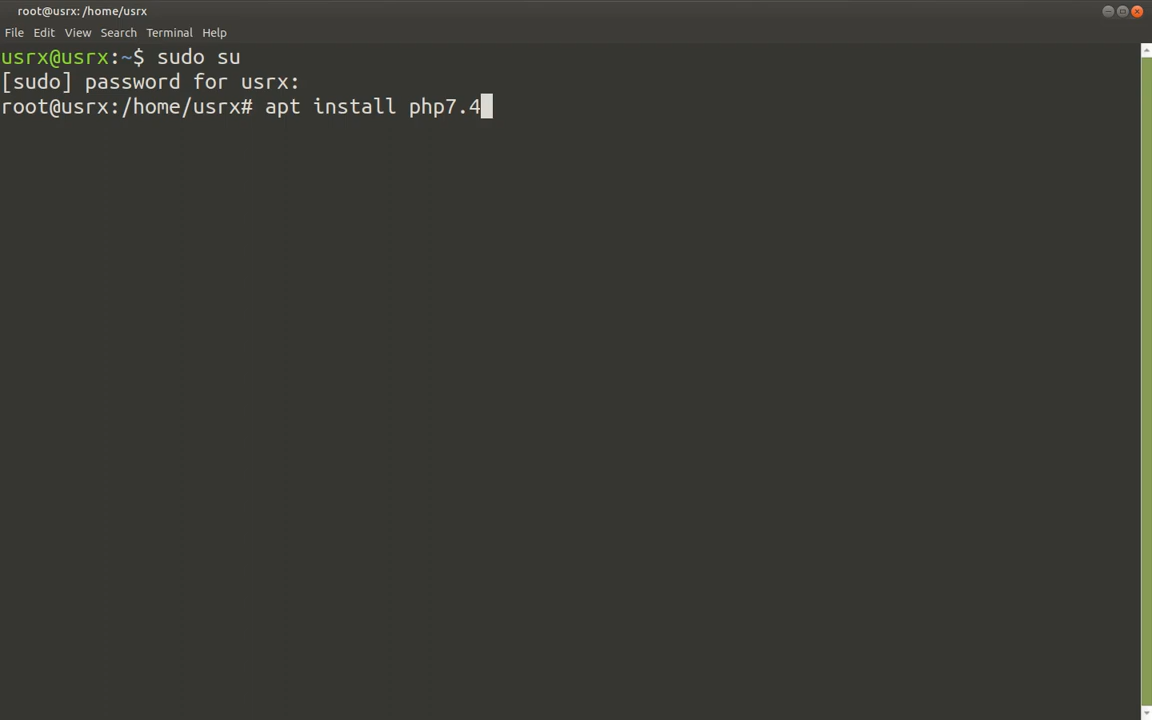 root@usrx: /home/usrx
File Edit View Search Terminal Help
usrx@usrx:~$ sudo su
[sudo] password for usrx:
root@usrx:/home/usrx# apt install php7.4